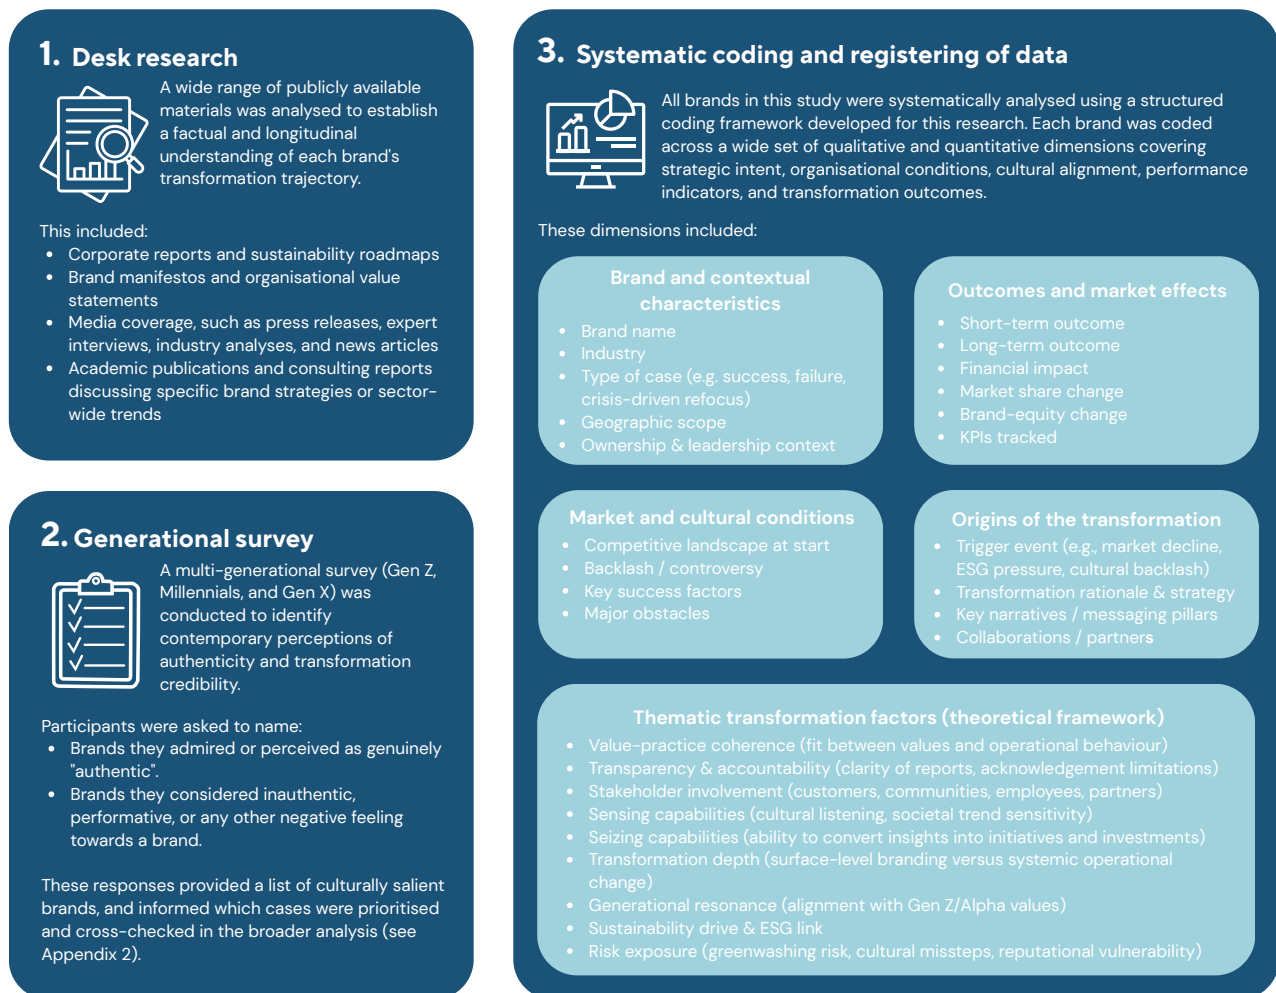 1. Desk research
A wide range of publicly available
materials was analysed to establish
a factual and longitudinal
understanding of each brand's
transformation trajectory.
This included:
• Corporate reports and sustainability roadmaps
• Brand manifestos and organisational value
statements
• Media coverage, such as press releases, expert
interviews, industry analyses, and news articles
• Academic publications and consulting reports
discussing specific brand strategies or sector-
wide trends
2. Generational survey
A multi-generational survey (Gen Z,
Millennials, and Gen X) was
conducted to identify
contemporary perceptions of
authenticity and transformation
credibility.
Participants were asked to name:
• Brands they admired or perceived as genuinely
"authentic".
• Brands they considered inauthentic,
performative, or any other negative feeling
towards a brand.
These responses provided a list of culturally salient
brands, and informed which cases were prioritised
and cross-checked in the broader analysis (see
Appendix 2).
3. Systematic coding and registering of data
All brands in this study were systematically analysed using a structured
coding framework developed for this research. Each brand was coded
across a wide set of qualitative and quantitative dimensions covering
strategic intent, organisational conditions, cultural alignment, performance
indicators, and transformation outcomes.
These dimensions included:
Brand and contextual
characteristics
• Brand name
• Industry
• Type of case (e.g. success, failure,
crisis-driven refocus)
• Geographic scope
• Ownership & leadership context
Outcomes and market effects
• Short-term outcome
• Long-term outcome
• Financial impact
• Market share change
• Brand-equity change
• KPIs tracked
Market and cultural conditions
• Competitive landscape at start
• Backlash / controversy
• Key success factors
• Major obstacles
Origins of the transformation
• Trigger event (e.g., market decline,
ESG pressure, cultural backlash)
• Transformation rationale & strategy
• Key narratives / messaging pillars
• Collaborations / partners
Thematic transformation factors (theoretical framework)
• Value-practice coherence (fit between values and operational behaviour)
• Transparency & accountability (clarity of reports, acknowledgement limitations)
• Stakeholder involvement (customers, communities, employees, partners)
• Sensing capabilities (cultural listening, societal trend sensitivity)
• Seizing capabilities (ability to convert insights into initiatives and investments)
• Transformation depth (surface-level branding versus systemic operational
change)
• Generational resonance (alignment with Gen Z/Alpha values)
• Sustainability drive & ESG link
• Risk exposure (greenwashing risk, cultural missteps, reputational vulnerability)